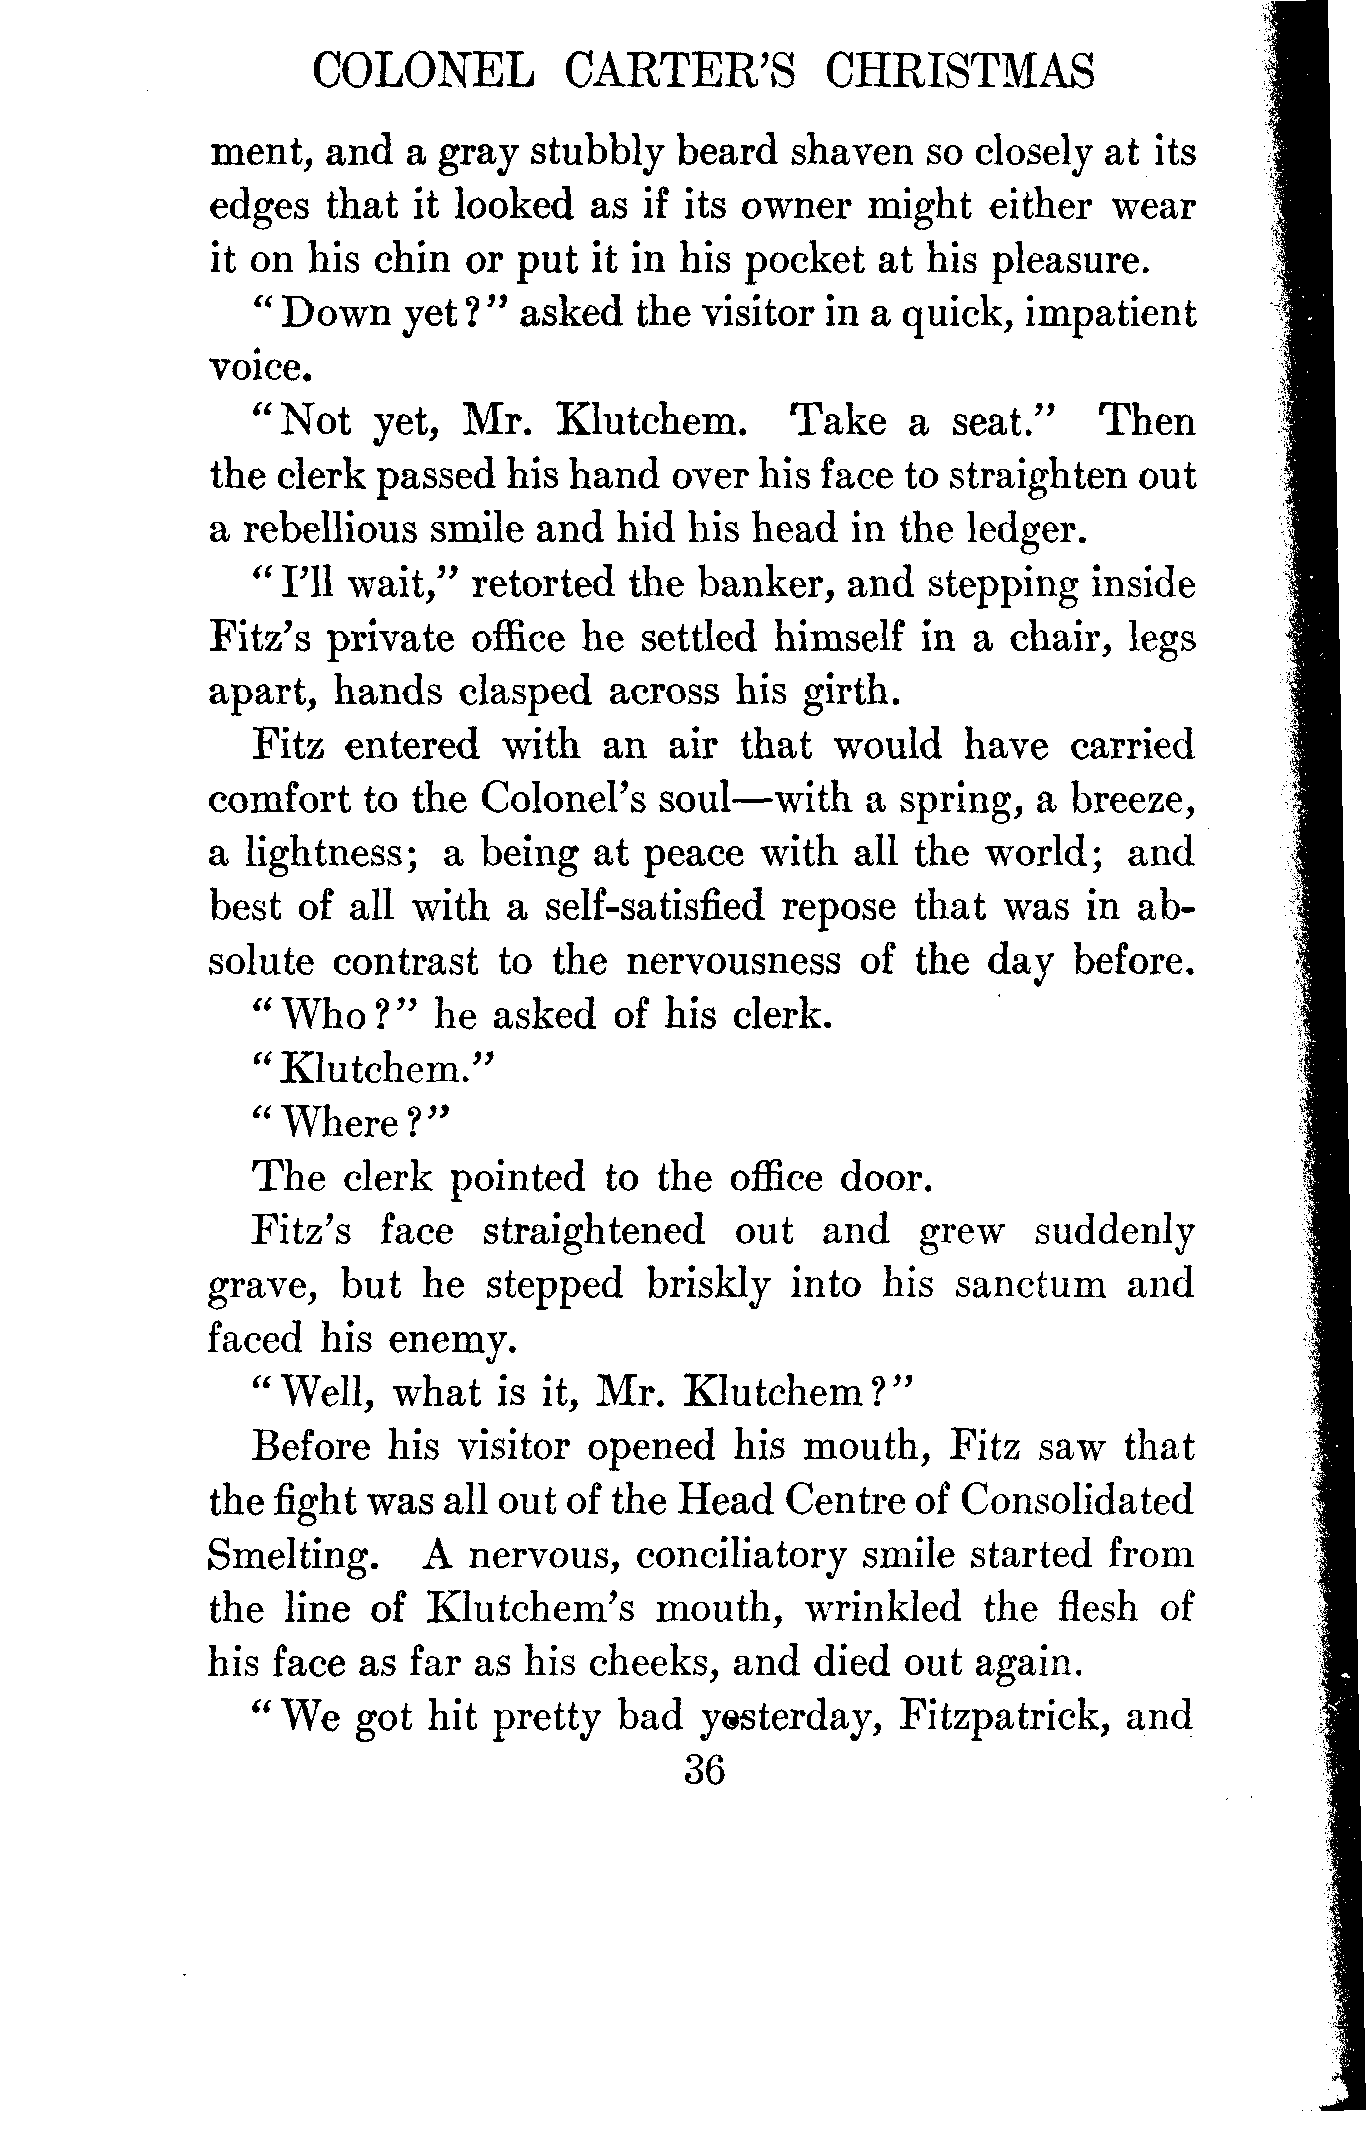 COLONEL CARTER'S CHRISTMAS
ment, and a gray stubbly beard shaven so closely at its
edges that it looked as if its owner might either wear
it on his chin or put it in his pocket at his pleasure.
"Down yet?" asked the visitor in a quick, impatient
voice.
"Not yet, Mr. Klutchem. Take a seat." Then
the clerk passed his hand over his face to straighten out
a rebellious smile and hid his head in the ledger.
"I'll wait," retorted the banker, and stepping inside
Fitz's private office he settled himself in a chair, legs
apart, hands clasped across his girth.
Fitz entered with an air that would have carried
comfort to the Colonel's soul—with a spring, a breeze,
a lightness; a being at peace with all the world; and
best of all with a self-satisfied repose that was in ab-
solute contrast to the nervousness of the day before.
"Who?" he asked of his clerk.
"Klutchem."
"Where?"
The clerk pointed to the office door.
Fitz's face straightened out and grew suddenly
grave, but he stepped briskly into his sanctum and
faced his enemy.
"Well, what is it, Mr. Klutchem?"
Before his visitor opened his mouth, Fitz saw that
the fight was all out of the Head Centre of Consolidated
Smelting. A nervous, conciliatory smile started from
the line of Klutchem's mouth, wrinkled the flesh of
his face as far as his cheeks, and died out again.
"We got hit pretty bad yesterday, Fitzpatrick, and
36